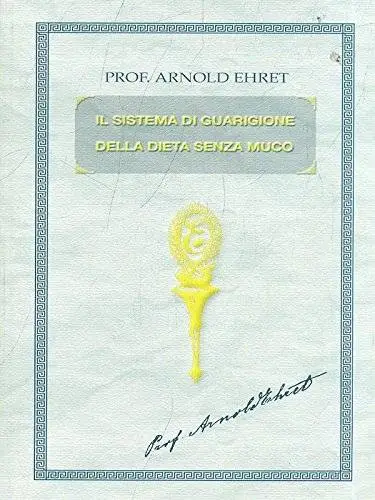 PROF. ARNOLD EHRET
IL SISTEMA DI GUARIGIONE
DELLA DIETA SENZA MUCO
Prof. Arnold Ehret